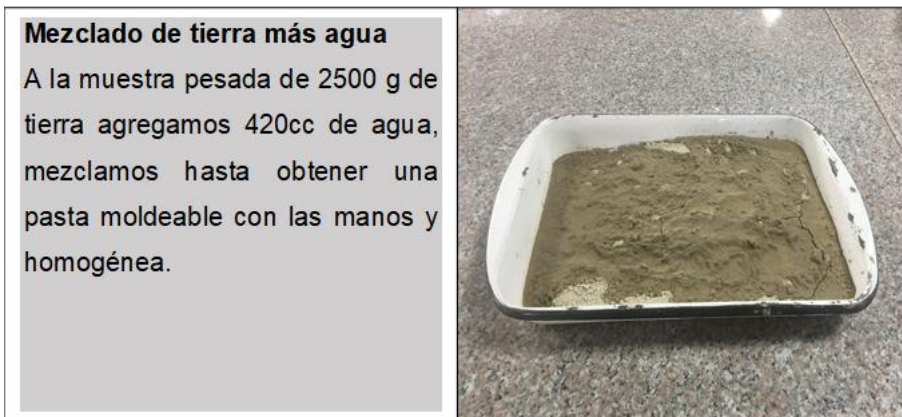 Mezclado de tierra más agua
A la muestra pesada de 2500 g de
tierra agregamos 420cc de agua,
mezclamos hasta obtener una
pasta moldeable con las manos y
homogénea.